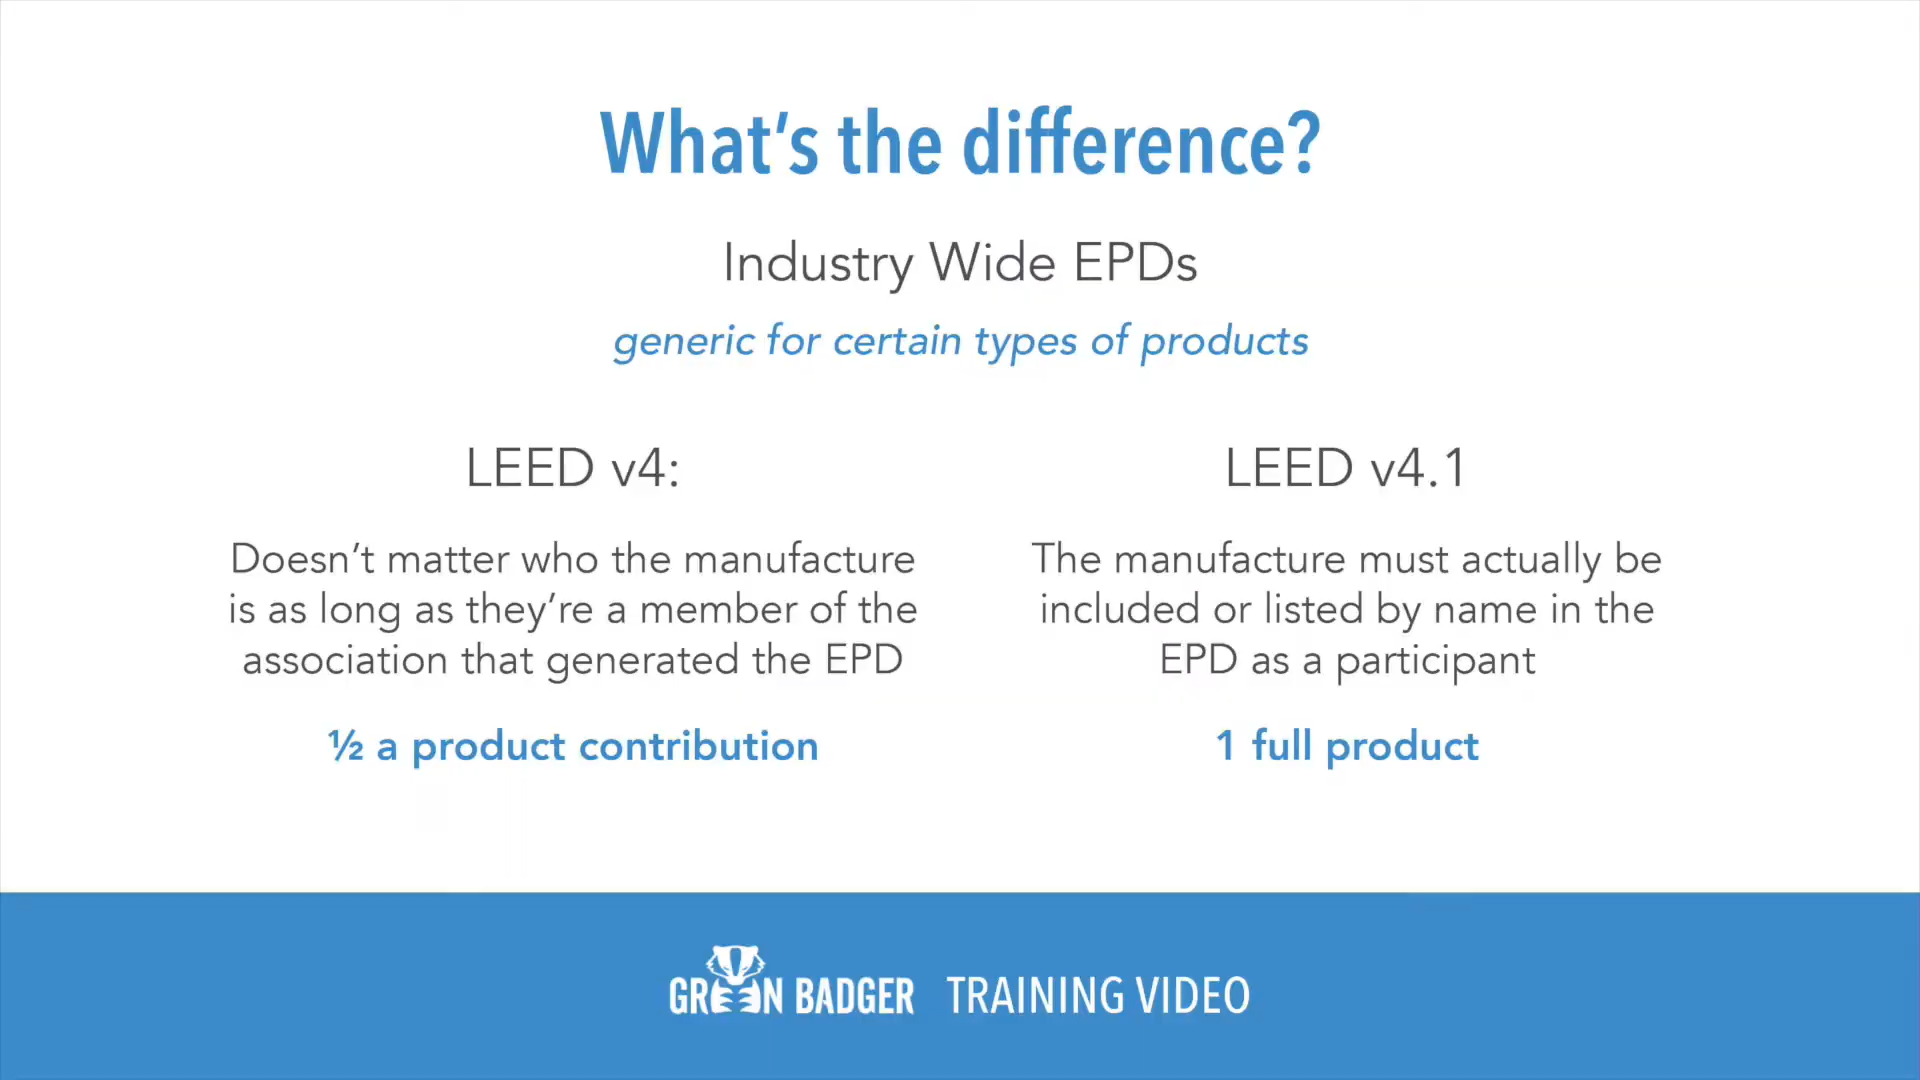 What's the difference?
Industry Wide EPDs
generic for certain types of products
LEED v4:
Doesn't matter who the manufacture
is as long as they're a member of the
association that generated the EPD
½ a product contribution
LEED v4.1
The manufacture must actually be
included or listed by name in the
EPD as a participant
1 full product
GREEN BADGER TRAINING VIDEO